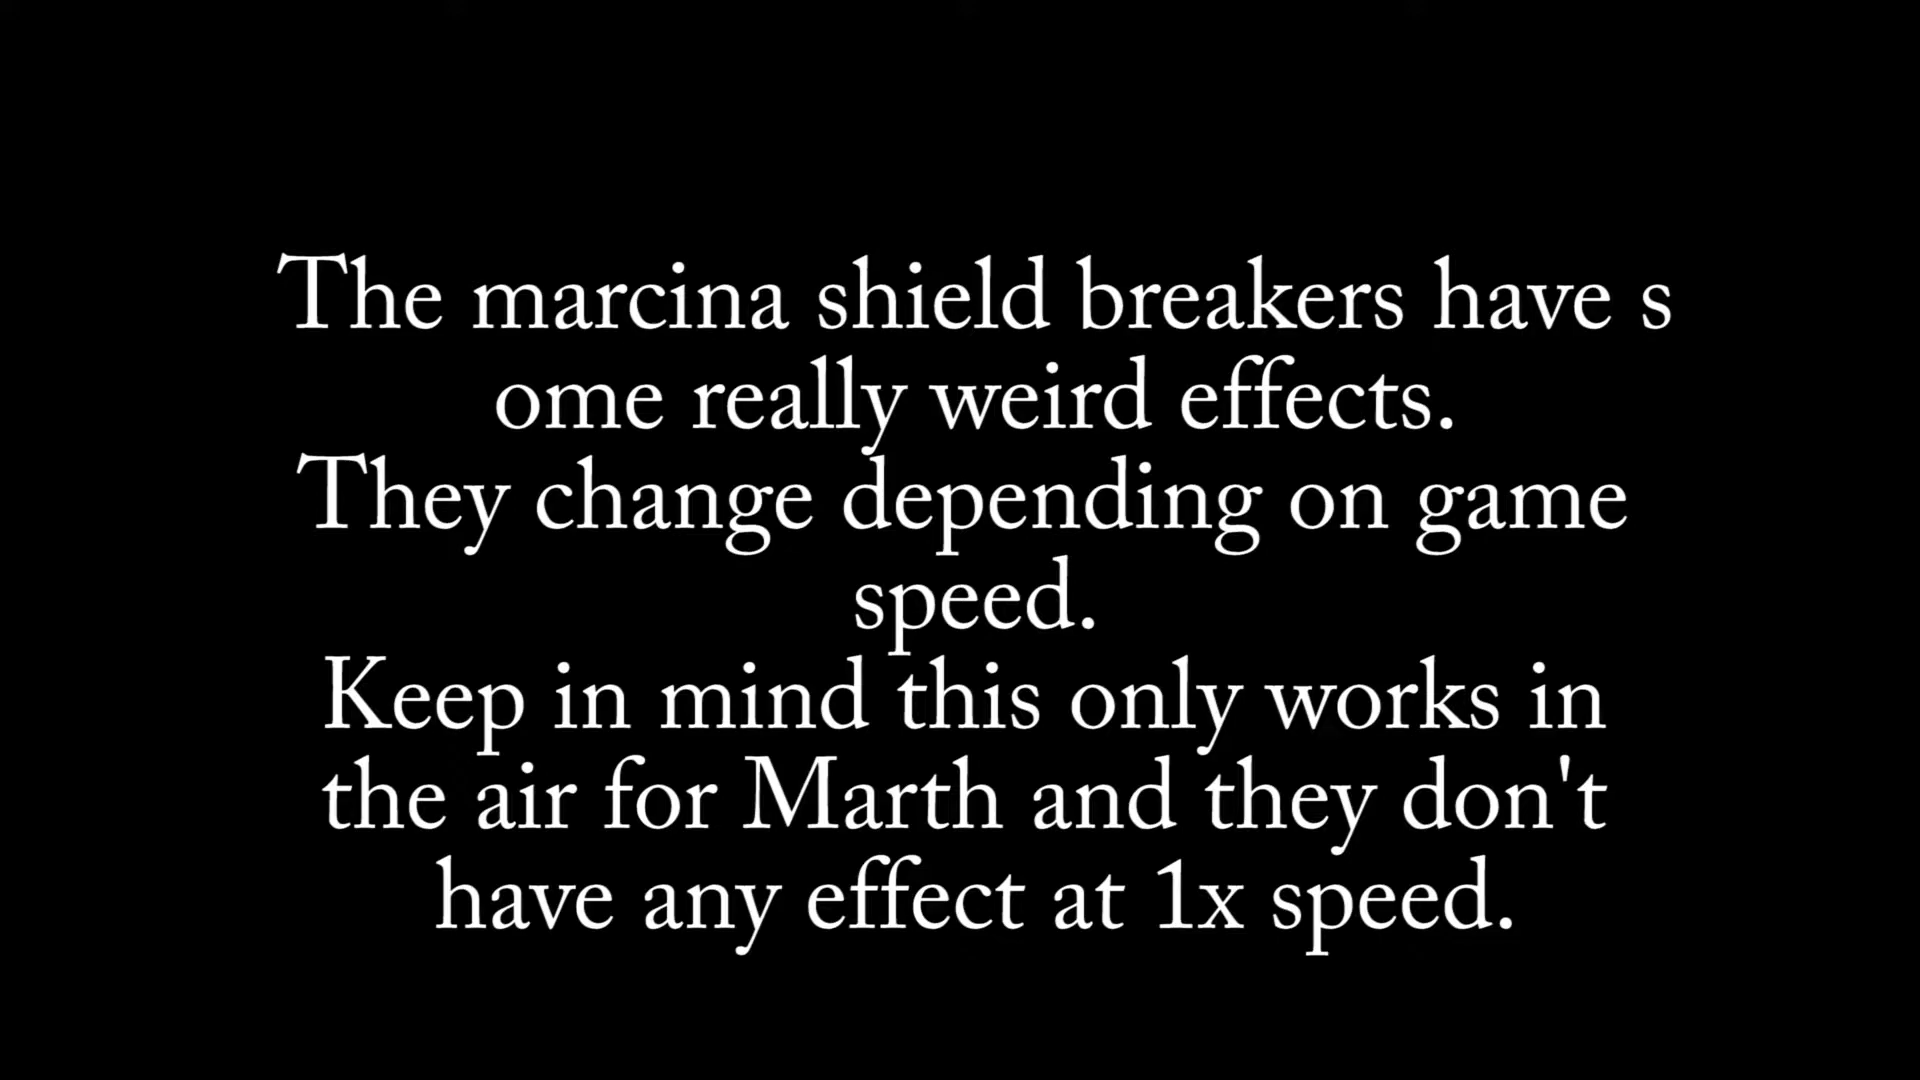 The marcina shield breakers have s
ome really weird effects.
They change depending on game
speed.
Keep in mind this only works in
the air for Marth and they don't
have any effect at 1x speed.